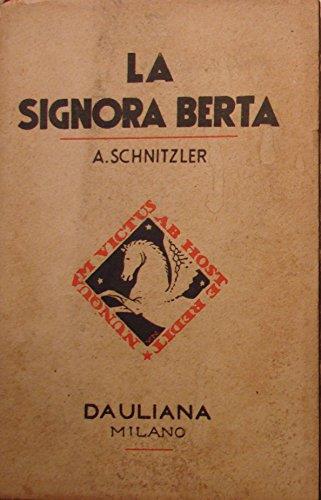 LA
SIGNORA BERTA
A. SCHNITZLER
NUNQUAM VICTUS
AB HOSTE REDIT
DAULIANA
MILANO